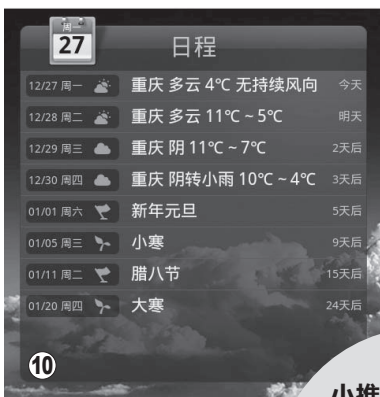 周一
27
日程
12/27 周一 重庆 多云 4℃ 无持续风向 今天
12/28 周二 重庆 多云 11℃ ~ 5℃ 明天
12/29 周三 重庆 阴 11℃ ~ 7℃ 2天后
12/30 周四 重庆 阴转小雨 10℃ ~ 4℃ 3天后
01/01 周六 新年元旦 5天后
01/05 周三 小寒 9天后
01/11 周二 腊八节 15天后
01/20 周四 大寒 24天后
⑩
小推